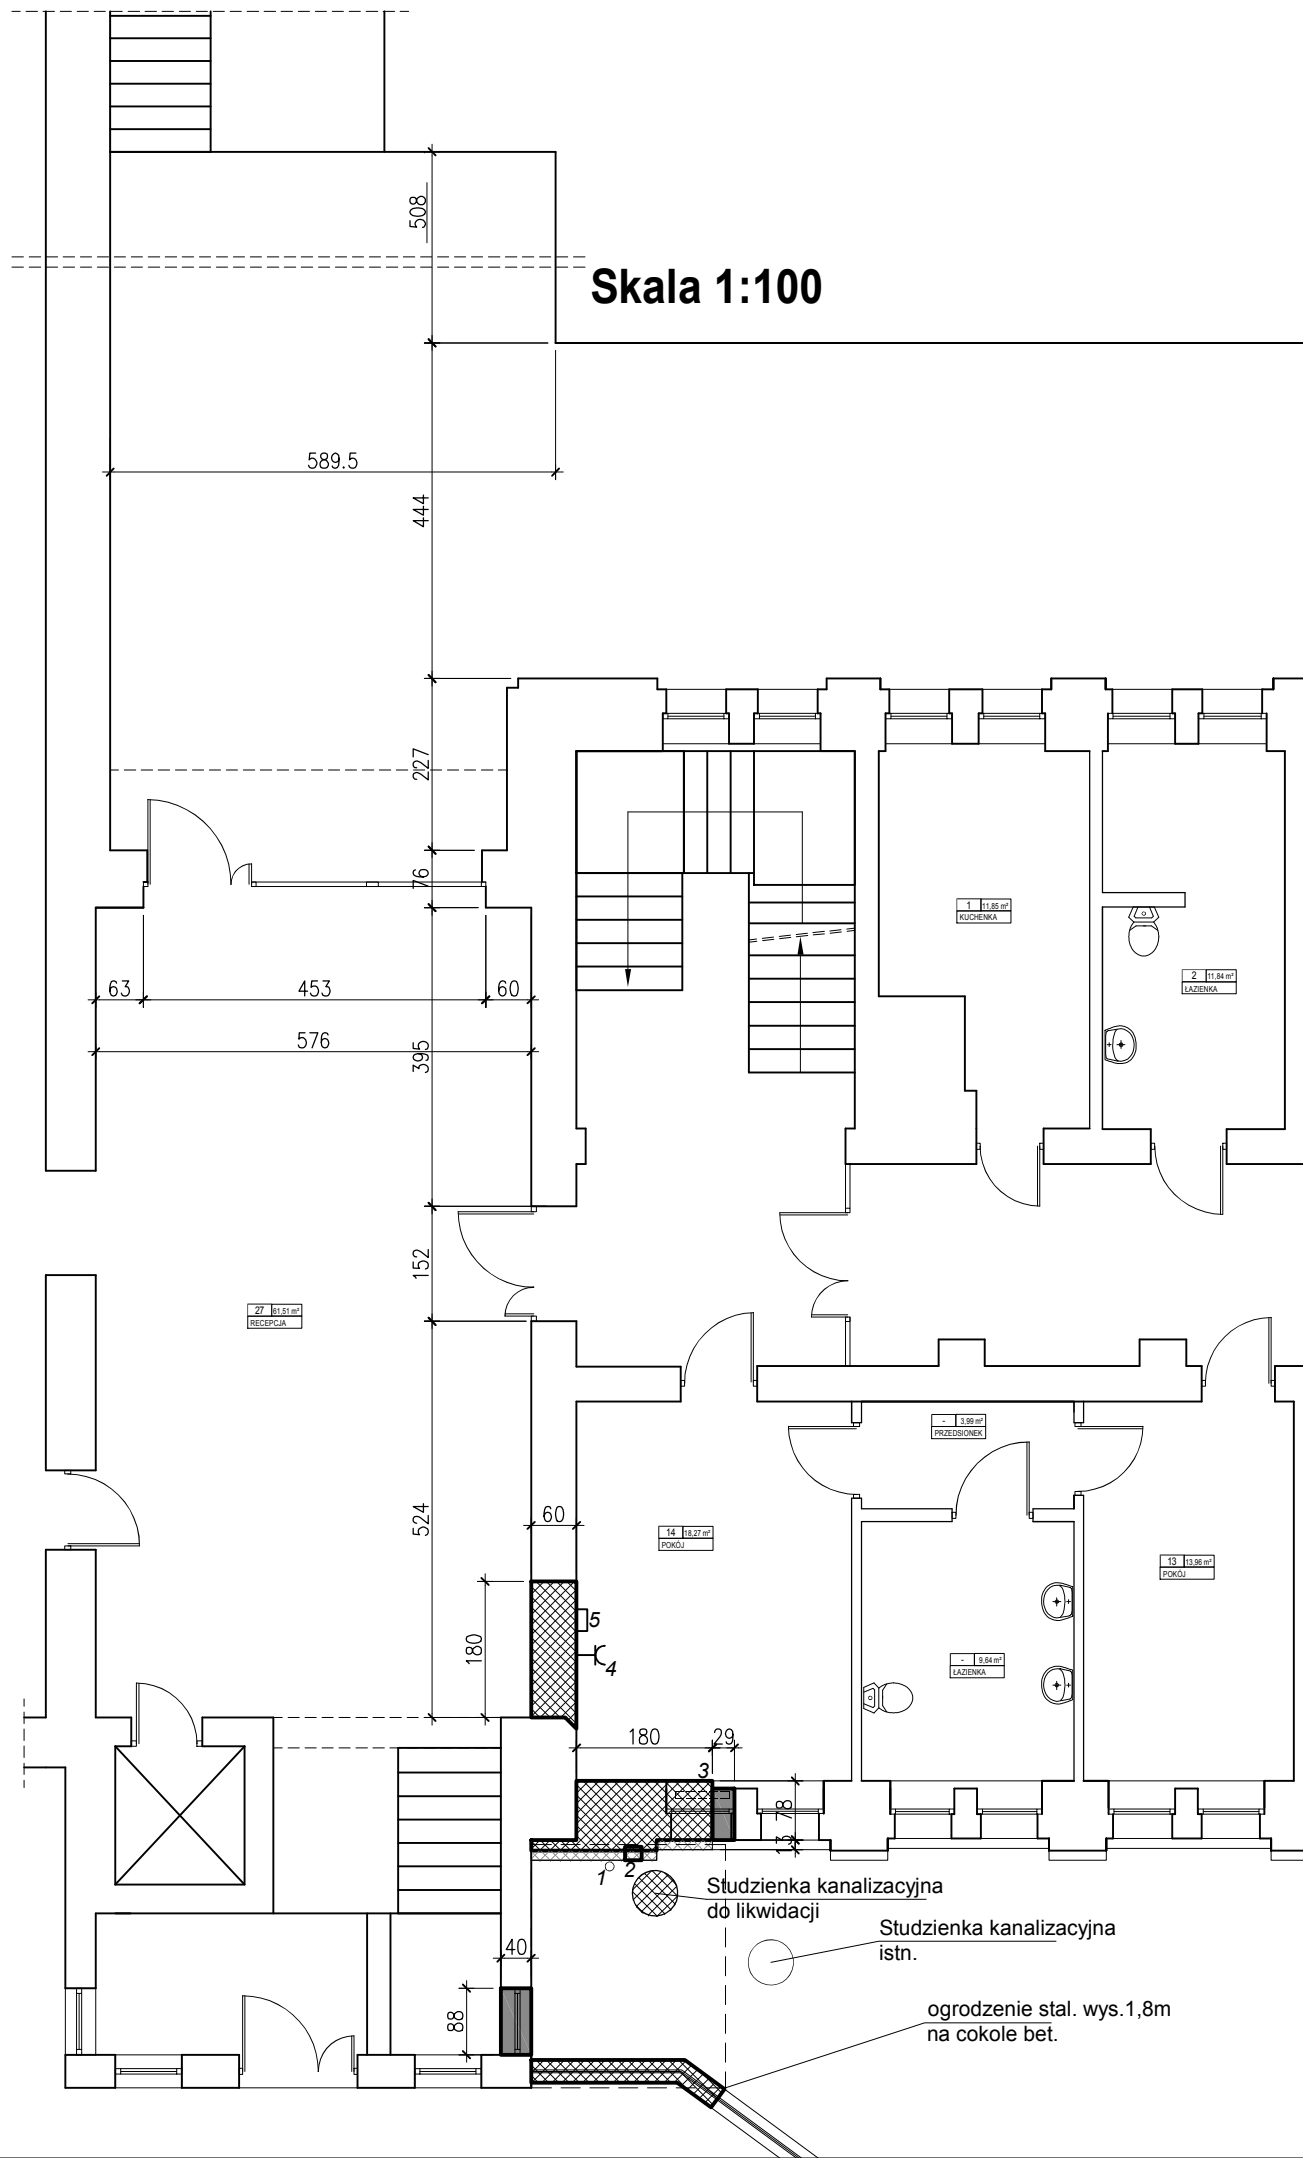 508
Skala 1:100
589.5
444
227
76
1 11,85 m²
KUCHENKA
2 11,84 m²
ŁAZIENKA
63 453 60
576
395
152
27 61,51 m²
RECEPCJA
- 3,99 m²
PRZEDSIONEK
524
60
14 18,27 m²
POKÓJ
13 13,96 m²
POKÓJ
5
180
4
- 9,64 m²
ŁAZIENKA
180 29
3
78
13
1 2
Studzienka kanalizacyjna
do likwidacji
Studzienka kanalizacyjna
istn.
40
88
ogrodzenie stal. wys.1,8m
na cokole bet.